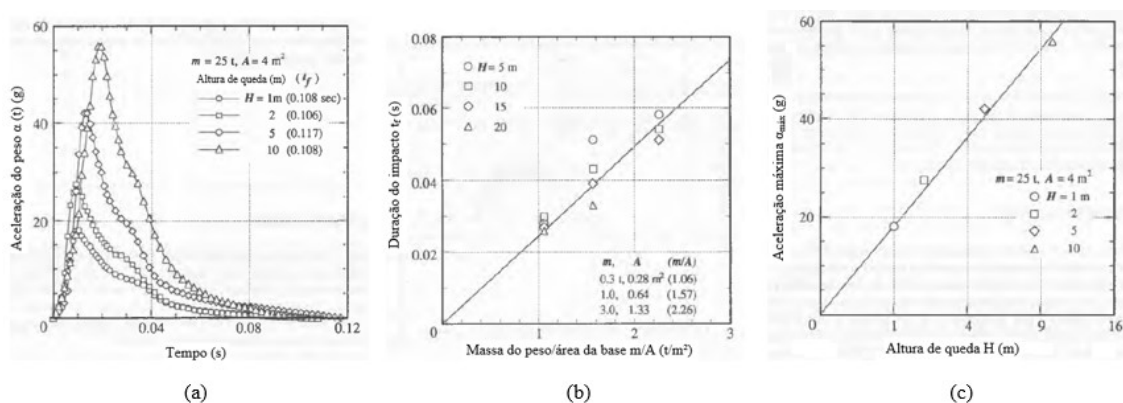 60
40
20
0
Aceleração do peso α (t) (g)
m = 25 t, A = 4 m²
Altura de queda (m) ( t_f )
H = 1m (0.108 sec)
2 (0.106)
5 (0.117)
10 (0.108)
0 0.04 0.08 0.12
Tempo (s)
(a)
0.08
0.06
0.04
0.02
0
Duração do impacto t_f (s)
H = 5 m
10
15
20
m, A (m/A)
0.3 t, 0.28 m² (1.06)
1.0, 0.64 (1.57)
3.0, 1.33 (2.26)
0 1 2 3
Massa do peso/área da base m/A (t/m²)
(b)
60
40
20
0
Aceleração máxima α_máx (g)
m = 25 t, A = 4 m²
H = 1 m
2
5
10
0 1 4 9 16
Altura de queda H (m)
(c)